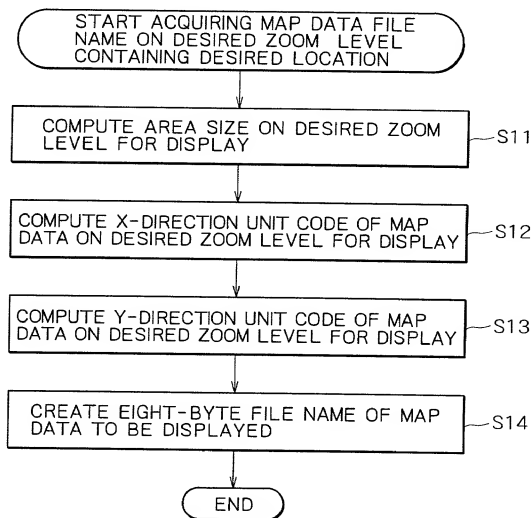 START ACQUIRING MAP DATA FILE
NAME ON DESIRED ZOOM LEVEL
CONTAINING DESIRED LOCATION
COMPUTE AREA SIZE ON DESIRED ZOOM
LEVEL FOR DISPLAY
S11
COMPUTE X-DIRECTION UNIT CODE OF MAP
DATA ON DESIRED ZOOM LEVEL FOR DISPLAY
S12
COMPUTE Y-DIRECTION UNIT CODE OF MAP
DATA ON DESIRED ZOOM LEVEL FOR DISPLAY
S13
CREATE EIGHT-BYTE FILE NAME OF MAP
DATA TO BE DISPLAYED
S14
END